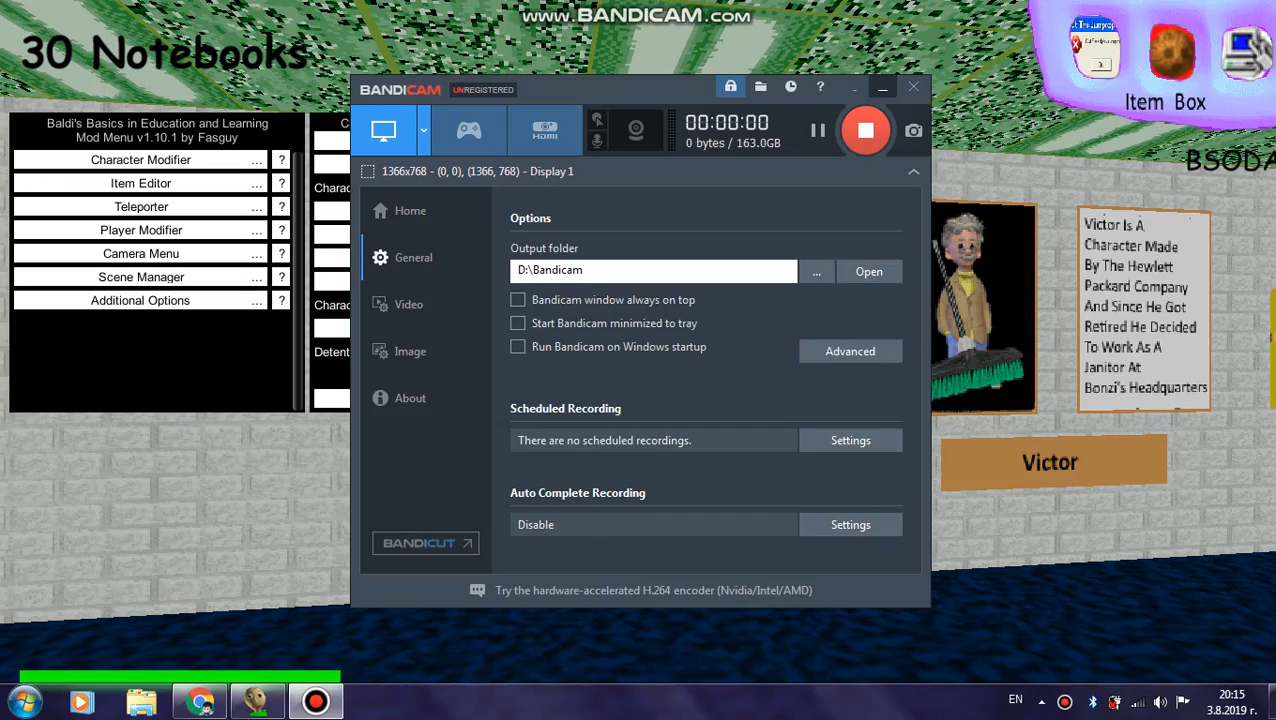 www.BANDICAM.com
30 Notebooks
Item Box
BSODA
Baldi's Basics in Education and Learning
Mod Menu v1.10.1 by Fasguy
Character Modifier ... ?
Item Editor ... ?
Teleporter ... ?
Player Modifier ... ?
Camera Menu ... ?
Scene Manager ... ?
Additional Options ... ?
C
Charac
Charac
Detent
BANDICAM UNREGISTERED
?
HDMI
00:00:00
0 bytes / 163.0GB
1366x768 - (0, 0), (1366, 768) - Display 1
Home
General
Video
Image
About
BANDICUT
Options
Output folder
D:\Bandicam
...
Open
Bandicam window always on top
Start Bandicam minimized to tray
Run Bandicam on Windows startup
Advanced
Scheduled Recording
There are no scheduled recordings.
Settings
Auto Complete Recording
Disable
Settings
Try the hardware-accelerated H.264 encoder (Nvidia/Intel/AMD)
Victor Is A
Character Made
By The Hewlett
Packard Company
And Since He Got
Retired He Decided
To Work As A
Janitor At
Bonzi's Headquarters
Victor
EN
20:15
3.8.2019 г.